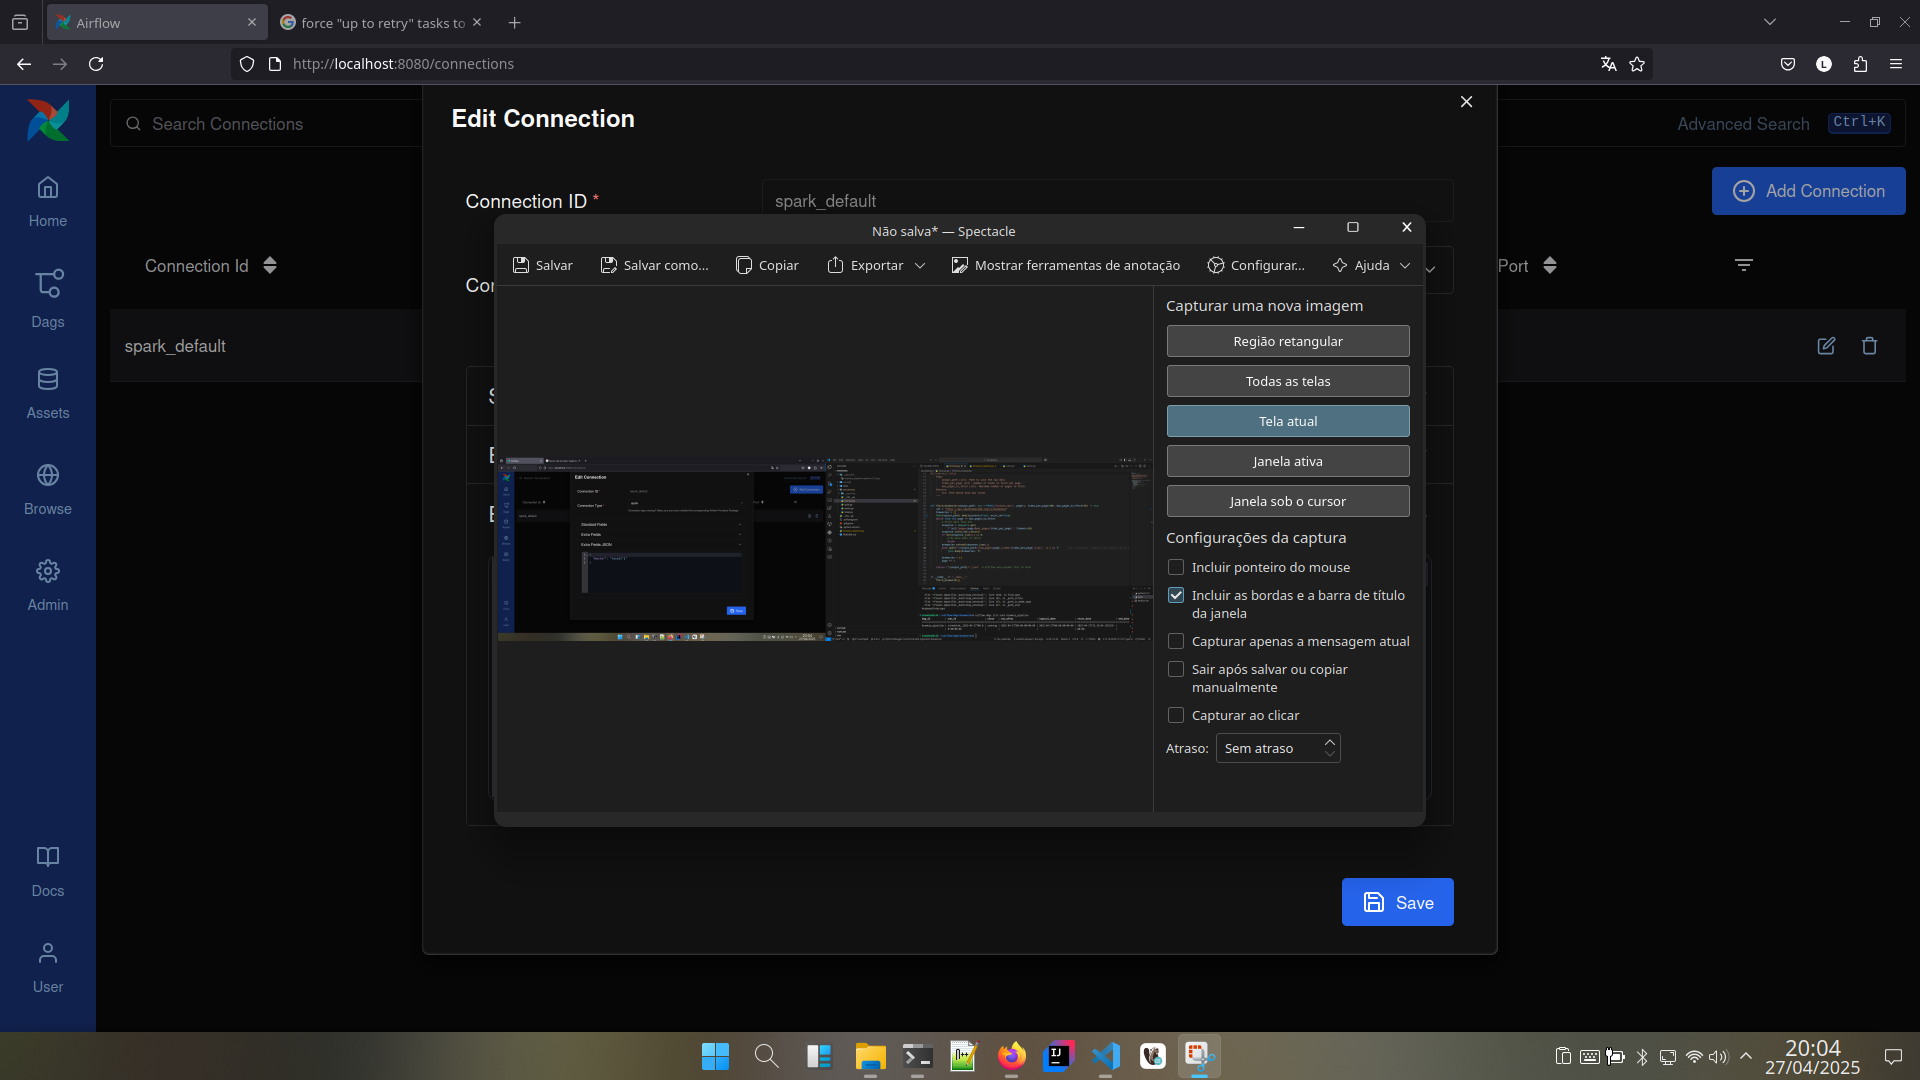 Airflow
force "up to retry" tasks to
http://localhost:8080/connections
L
Edit Connection
Search Connections
Advanced Search
Ctrl+K
Home
Connection ID *
spark_default
Add Connection
Não salva* — Spectacle
Connection Id
Salvar
Salvar como...
Copiar
Exportar
Mostrar ferramentas de anotação
Configurar...
Ajuda
Port
Dags
Capturar uma nova imagem
Região retangular
spark_default
Todas as telas
Assets
Tela atual
Janela ativa
Janela sob o cursor
Browse
Configurações da captura
Incluir ponteiro do mouse
Incluir as bordas e a barra de título
da janela
Admin
Capturar apenas a mensagem atual
Sair após salvar ou copiar
manualmente
Capturar ao clicar
Atraso:
Sem atraso
Docs
Save
User
20:04
27/04/2025